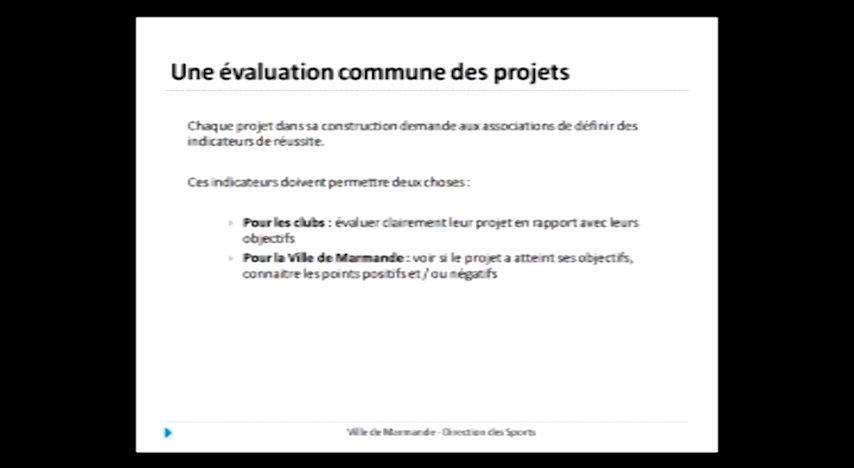 Une évaluation commune des projets
Chaque projet dans sa construction demande aux associations de définir des
indicateurs de réussite.
Ces indicateurs doivent permettre deux choses :
Pour les clubs : évaluer clairement leur projet en rapport avec leurs
objectifs
Pour la Ville de Marmande : voir si le projet a atteint ses objectifs,
connaitre les points positifs et / ou négatifs
Ville de Marmande - Direction des Sports